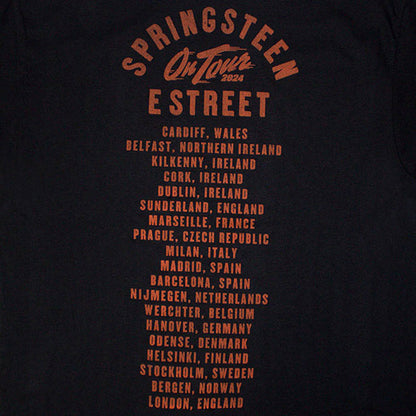 SPRINGSTEEN
On Tour
2024
E STREET
CARDIFF, WALES
BELFAST, NORTHERN IRELAND
KILKENNY, IRELAND
CORK, IRELAND
DUBLIN, IRELAND
SUNDERLAND, ENGLAND
MARSEILLE, FRANCE
PRAGUE, CZECH REPUBLIC
MILAN, ITALY
MADRID, SPAIN
BARCELONA, SPAIN
NIJMEGEN, NETHERLANDS
WERCHTER, BELGIUM
HANOVER, GERMANY
ODENSE, DENMARK
HELSINKI, FINLAND
STOCKHOLM, SWEDEN
BERGEN, NORWAY
LONDON, ENGLAND